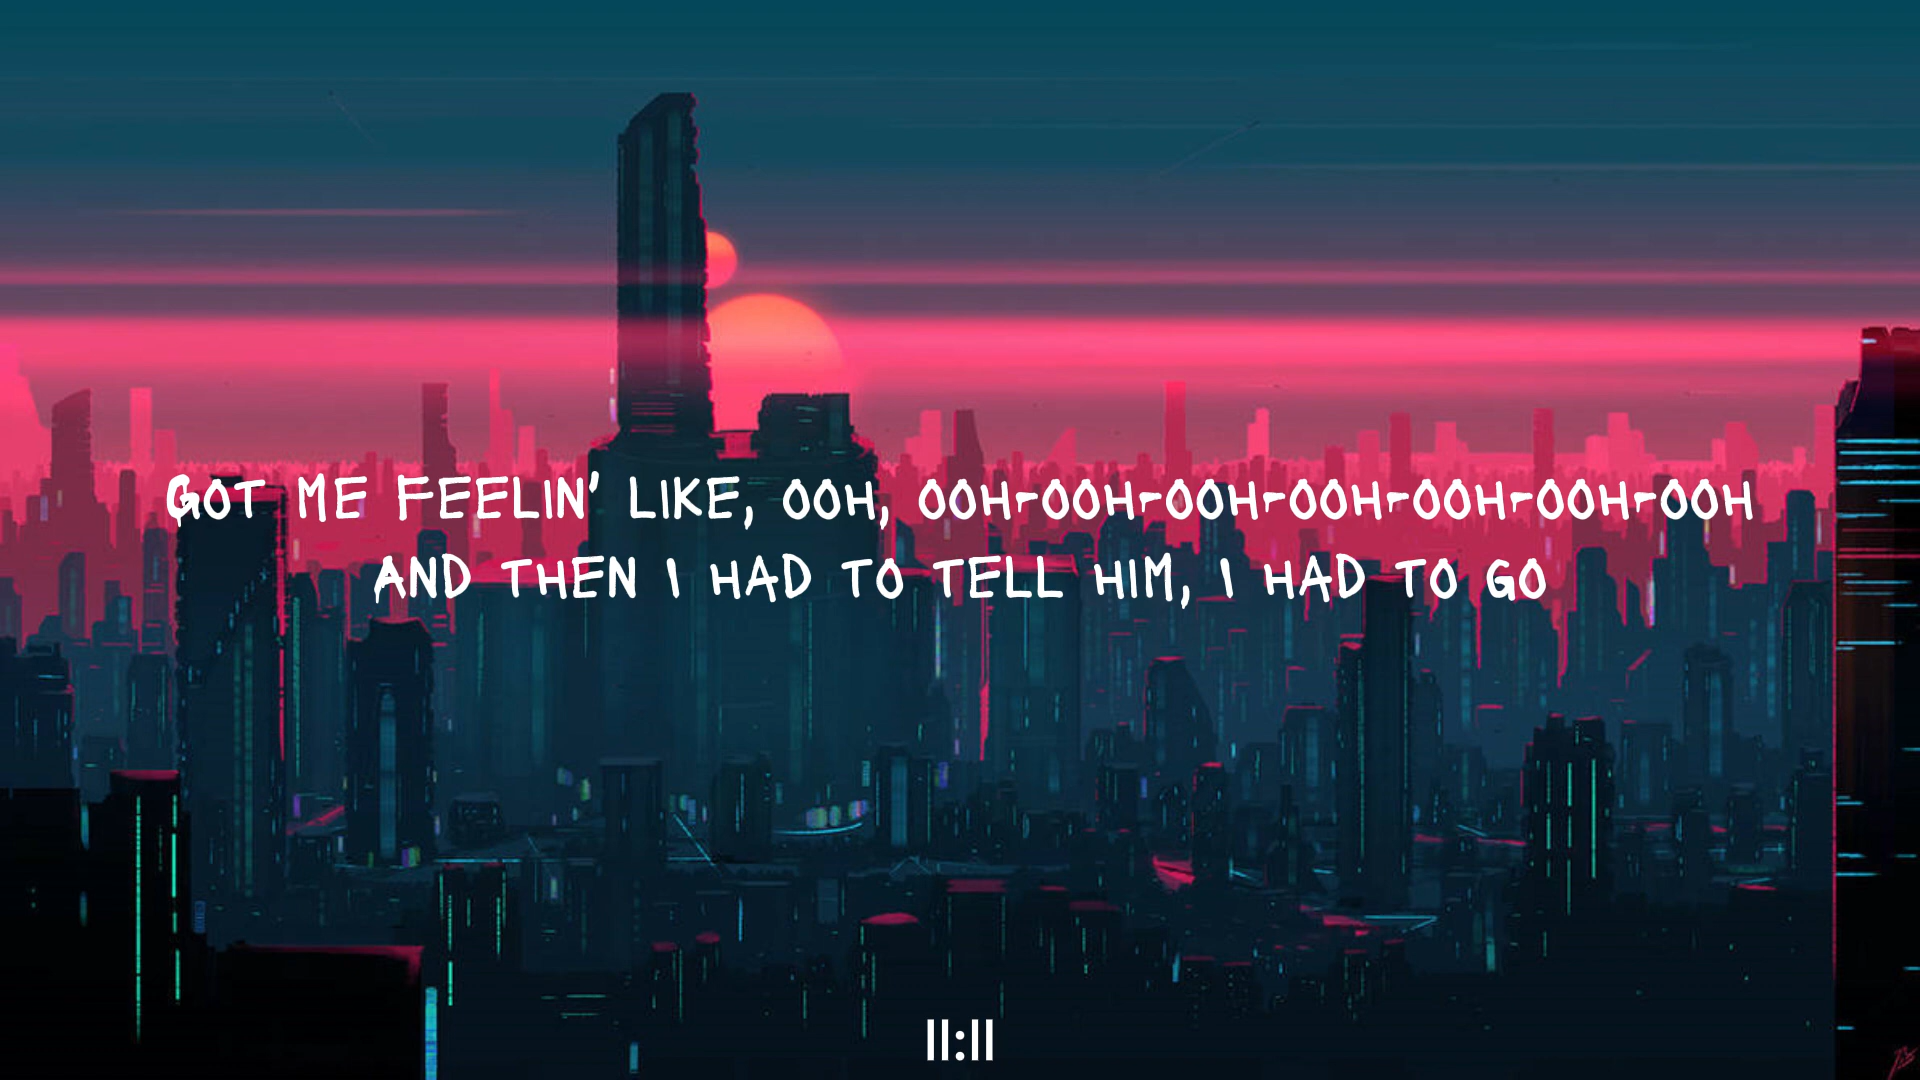 GOT ME FEELIN' LIKE, OOH, OOH-OOH-OOH-OOH-OOH-OOH-OOH
AND THEN I HAD TO TELL HIM, I HAD TO GO
11:11